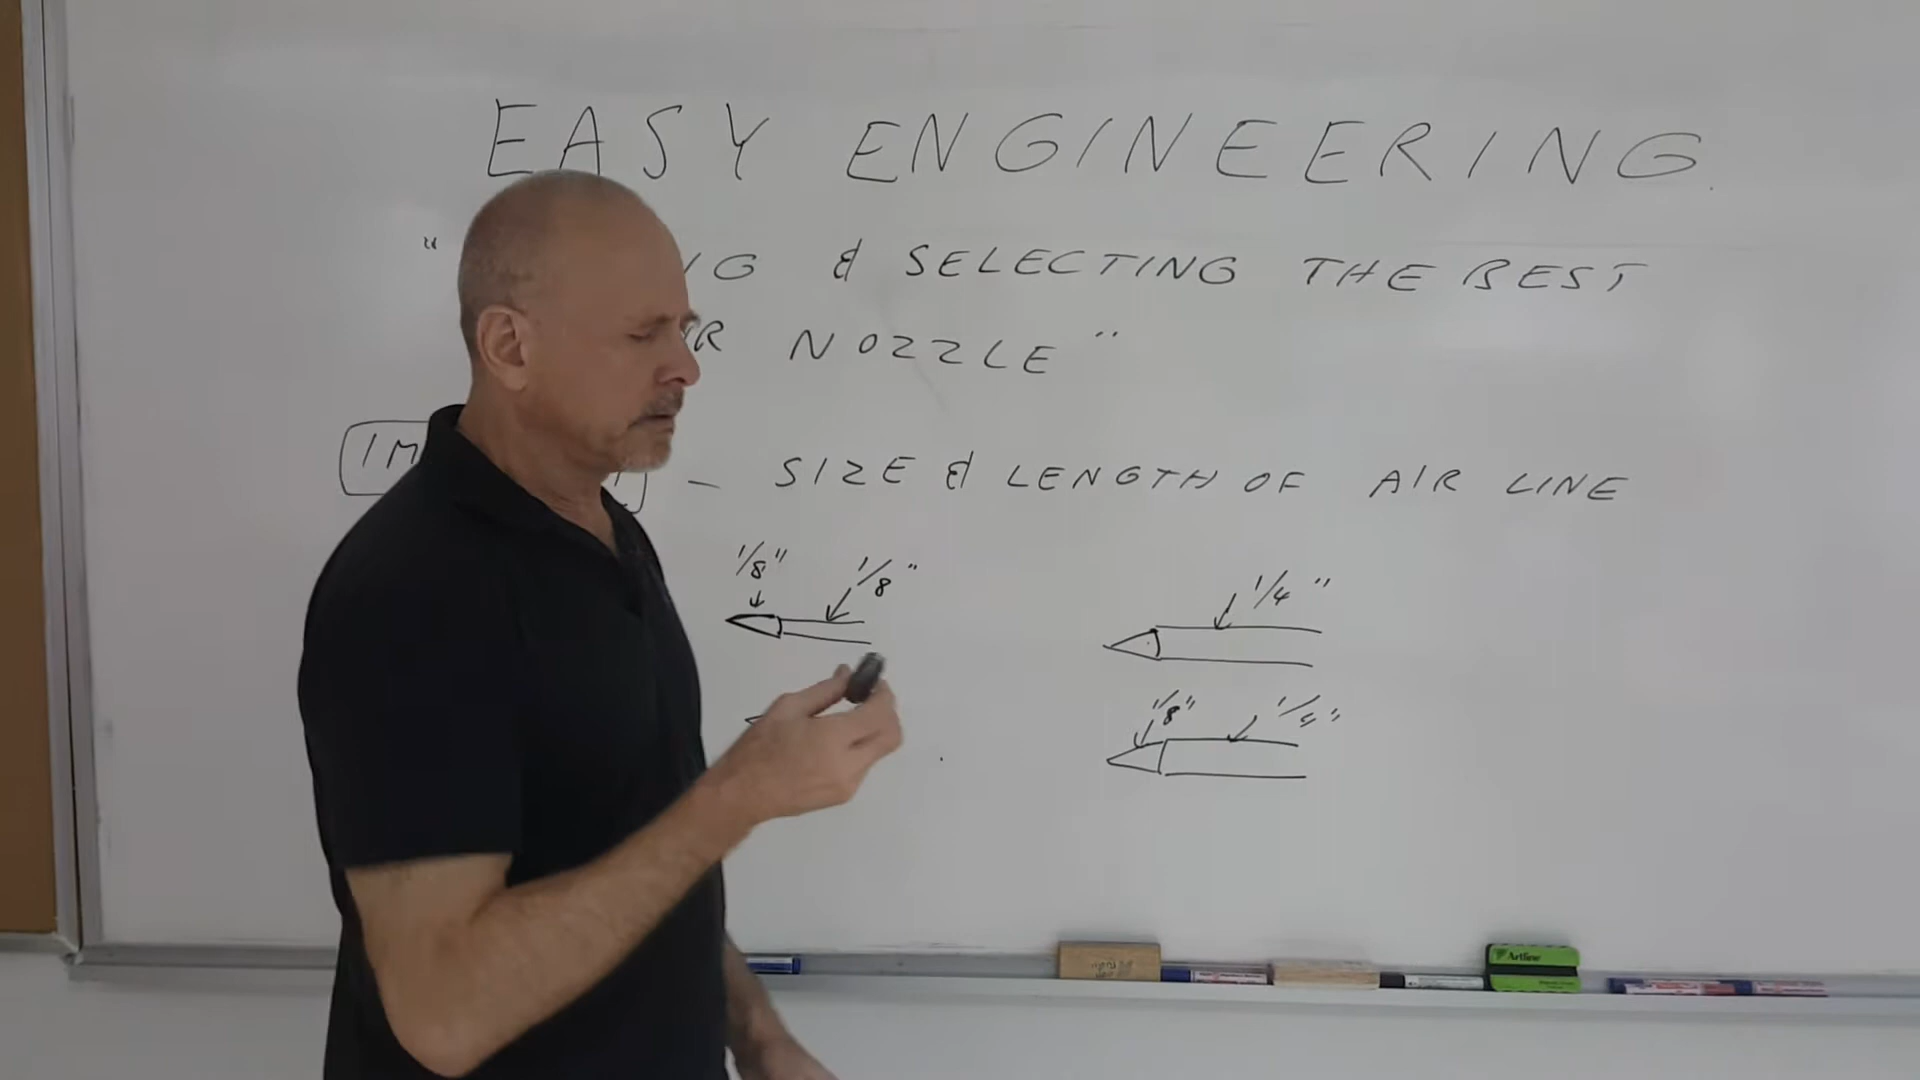 EASY ENGINEERING.
" & SELECTING THE BEST
NOZZLE "
- SIZE & LENGTH OF AIR LINE
1/8" 1/8" 1/4"
1/8" 1/4"
Artline